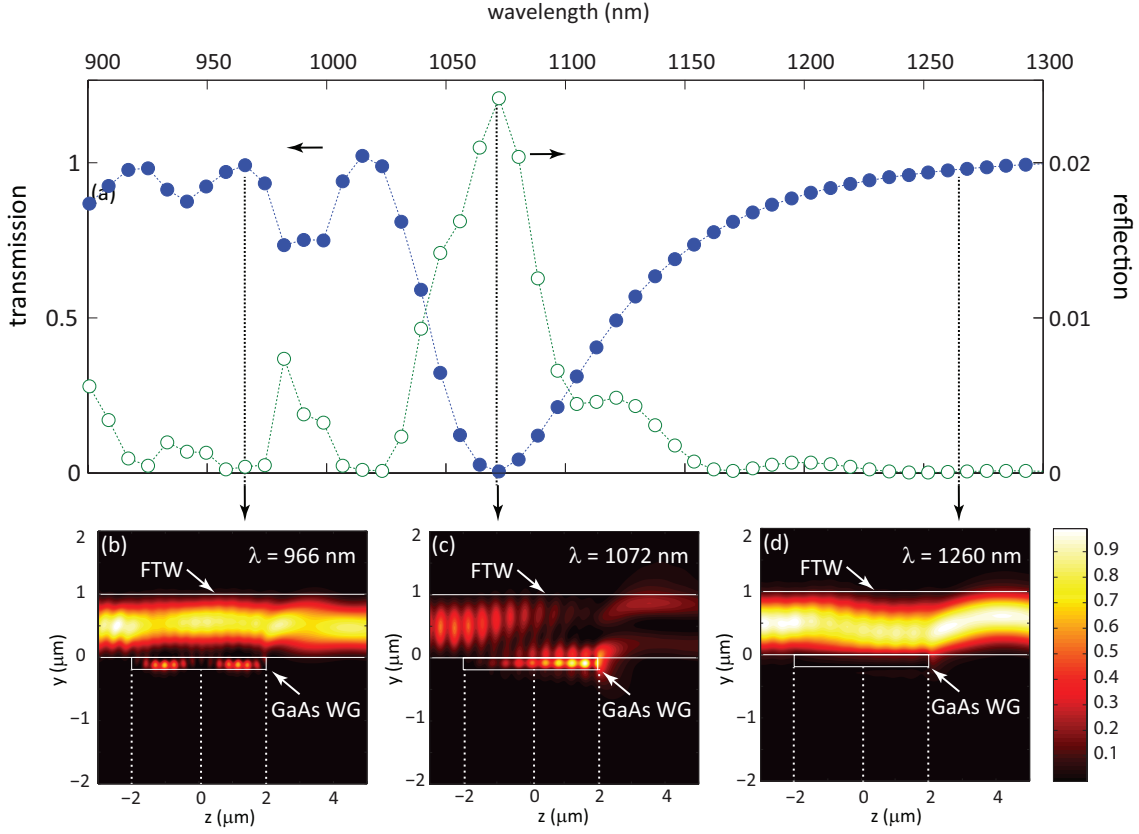 wavelength (nm)
900 1000 1050 1100 1150 1200 1250 1300
950
1
0.5
0
transmission
(a)
0.02
0.01
0
reflection
(b)
λ = 966 nm
FTW
GaAs WG
2
1
0
−1
−2
y (µm)
−2 0 2 4
z (µm)
(c)
λ = 1072 nm
FTW
GaAs WG
2
1
0
−1
−2
y (µm)
−2 0 2 4
z (µm)
(d)
λ = 1260 nm
FTW
GaAs WG
2
1
0
−1
−2
y (µm)
−2 0 2 4
z (µm)
0.9
0.8
0.7
0.6
0.5
0.4
0.3
0.2
0.1